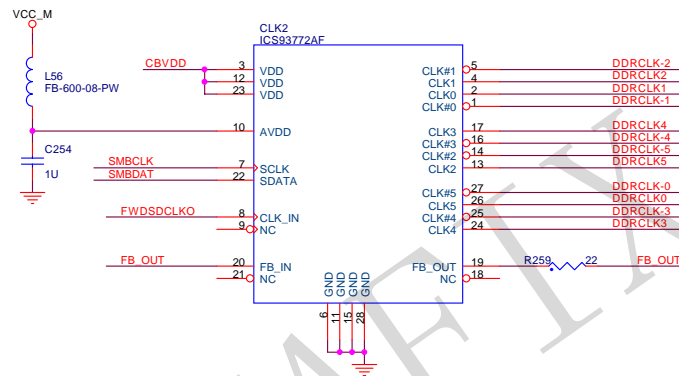 VCC_M
CLK2
ICS93772AF
CBVDD 3 VDD CLK#1 5 DDRCLK-2
12 VDD CLK1 4 DDRCLK2
23 VDD CLK0 2 DDRCLK1
CLK#0 1 DDRCLK-1
L56
FB-600-08-PW
10 AVDD CLK3 17 DDRCLK4
CLK#3 16 DDRCLK-4
CLK#2 14 DDRCLK-5
C254
1U
SMBCLK 7 SCLK CLK2 13 DDRCLK5
SMBDAT 22 SDATA
CLK#5 27 DDRCLK-0
CLK5 26 DDRCLK0
FWDSDCLKO 8 CLK_IN CLK#4 25 DDRCLK-3
9 NC CLK4 24 DDRCLK3
FB_OUT 20 FB_IN FB_OUT 19 R259 22 FB_OUT
21 NC NC 18
GND GND GND GND
6 11 15 28
AFIX